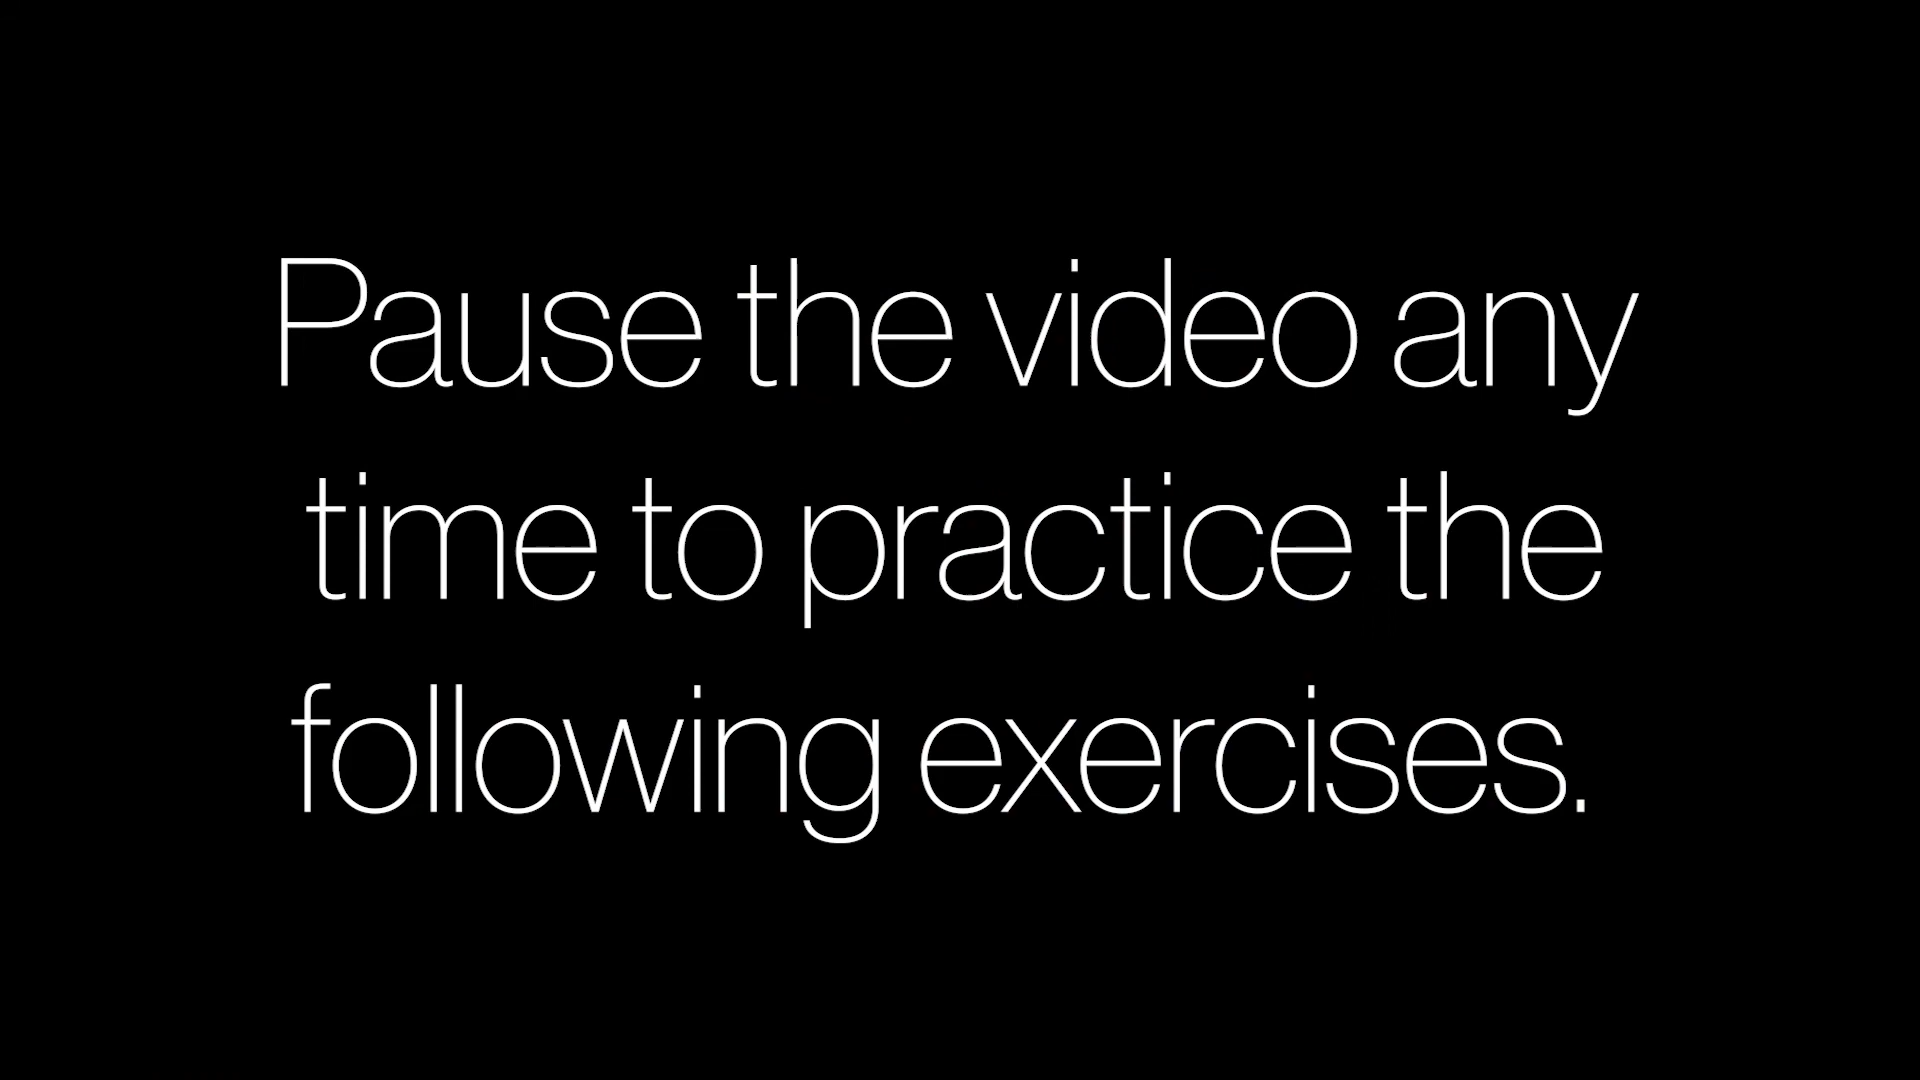 Pause the video any
time to practice the
following exercises.